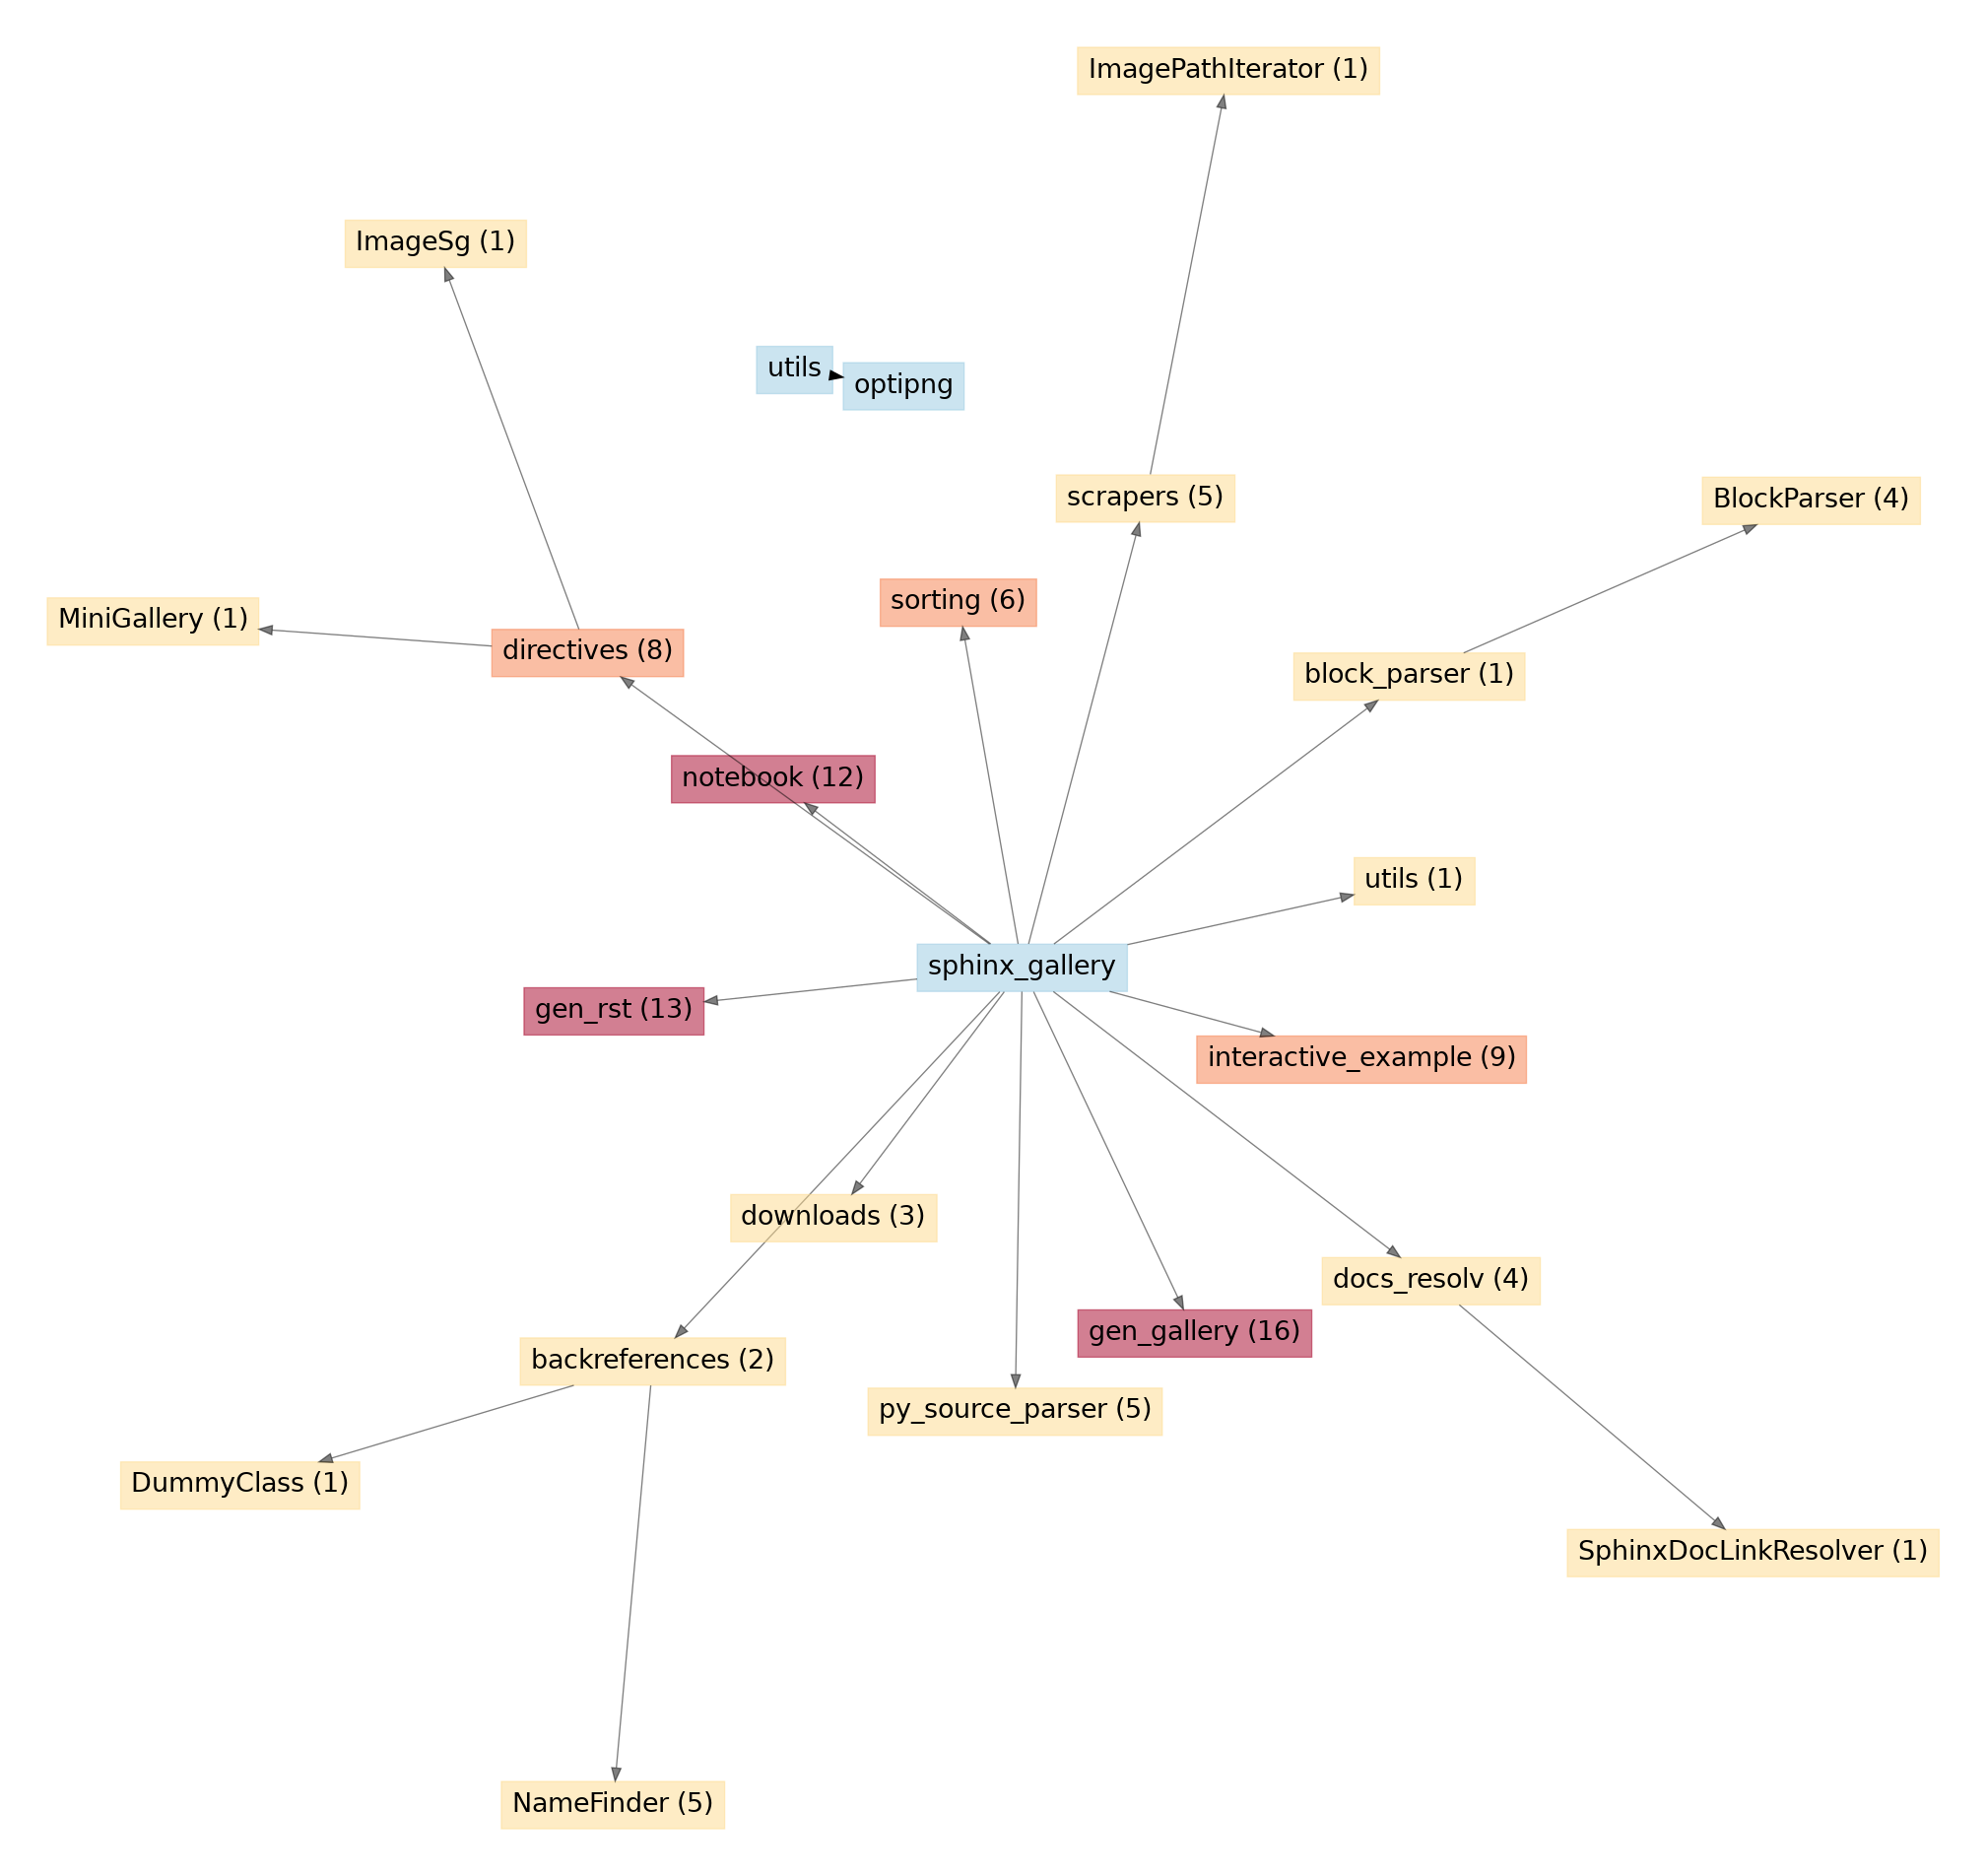 ImagePathIterator (1)
ImageSg (1)
utils
optipng
scrapers (5)
BlockParser (4)
sorting (6)
MiniGallery (1)
directives (8)
block_parser (1)
notebook (12)
utils (1)
sphinx_gallery
gen_rst (13)
interactive_example (9)
downloads (3)
docs_resolv (4)
gen_gallery (16)
backreferences (2)
py_source_parser (5)
DummyClass (1)
SphinxDocLinkResolver (1)
NameFinder (5)